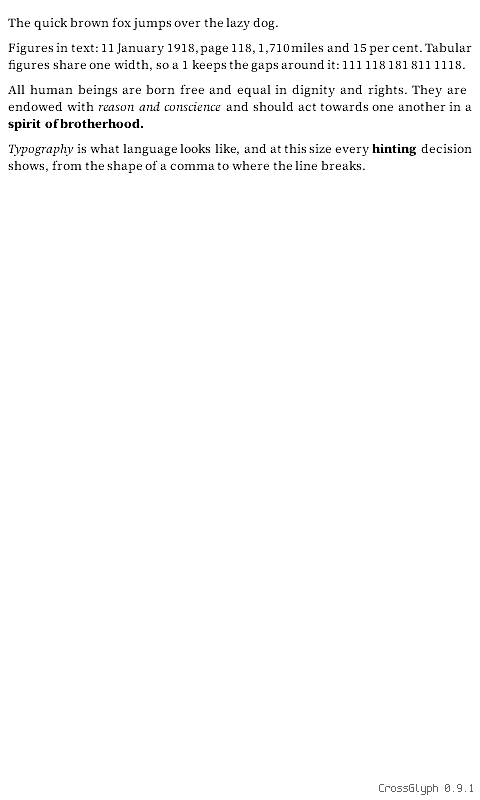 The quick brown fox jumps over the lazy dog.
Figures in text: 11 January 1918, page 118, 1,710 miles and 15 per cent. Tabular
figures share one width, so a 1 keeps the gaps around it: 111 118 181 811 1118.
All human beings are born free and equal in dignity and rights. They are
endowed with reason and conscience and should act towards one another in a
spirit of brotherhood.
Typography is what language looks like, and at this size every hinting decision
shows, from the shape of a comma to where the line breaks.
CrossGlyph 0.9.1